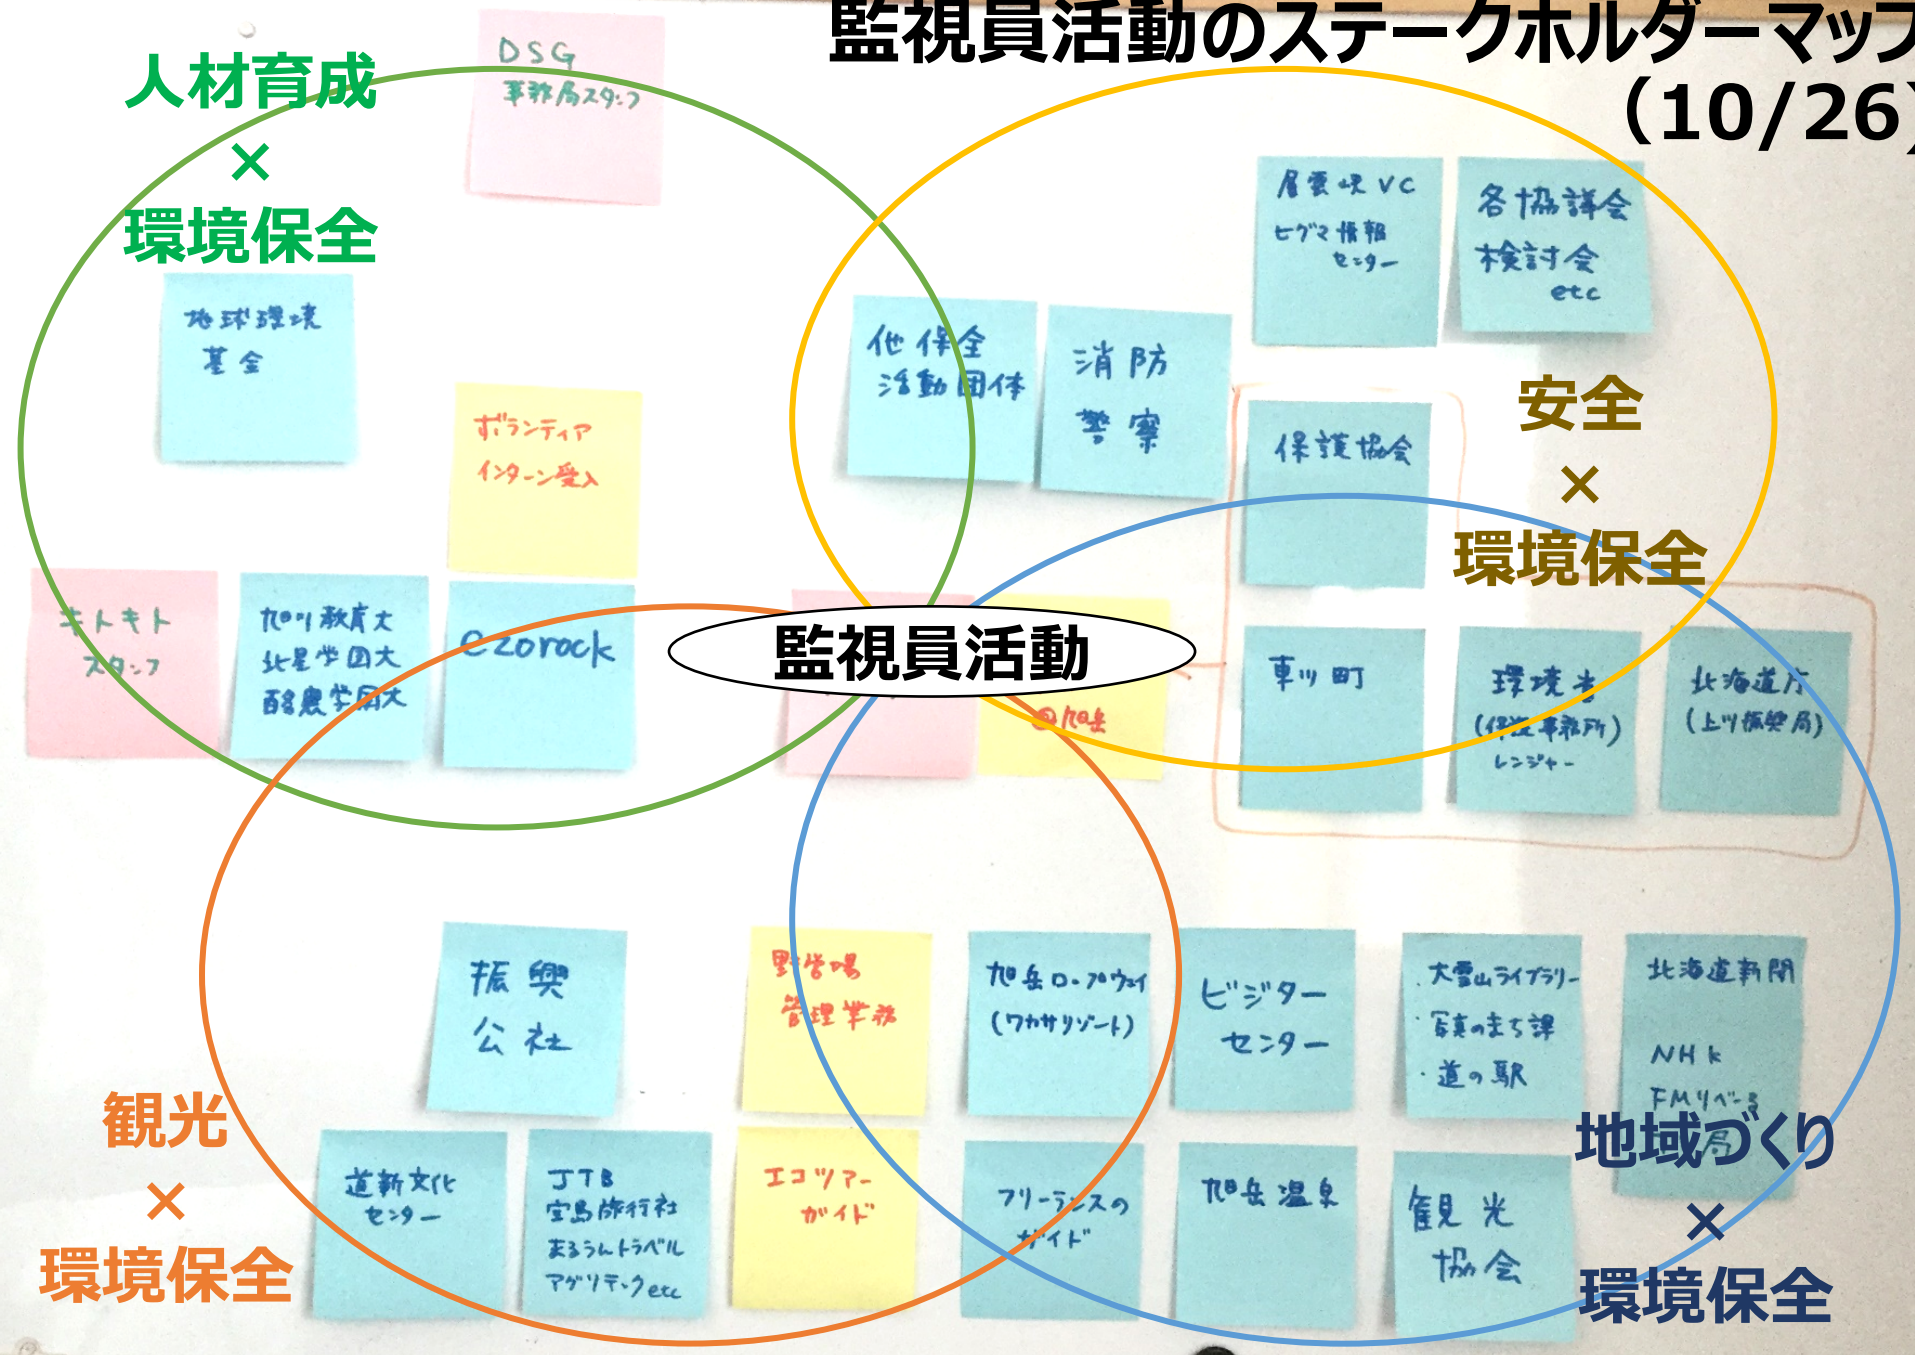 監視員活動のステークホルダーマップ
(10/26)
人材育成
×
環境保全
DSG
事務局スタッフ
地球環境
基金
ボランティア
インターン受入
キトキト
スタッフ
旭川教育大
北星学園大
酪農学園大
ezorock
他保全
活動団体
消防
警察
層雲峡VC
ヒグマ情報
センター
各協議会
検討会
etc
安全
×
環境保全
保護協会
監視員活動
@旭岳
東川町
環境省
(保護事務所)
レンジャー
北海道庁
(上川振興局)
振興
公社
野営場
管理業務
旭岳ロープウェイ
(ワカサリゾート)
ビジター
センター
・大雪山ライブラリー
・写真のまち課
・道の駅
北海道新聞
NHK
FMリベール
局
観光
×
環境保全
道新文化
センター
JTB
宝島旅行社
まるうんトラベル
アグリテックetc
エコツアー
ガイド
フリーランスの
ガイド
旭岳温泉
観光
協会
地域づくり
×
環境保全